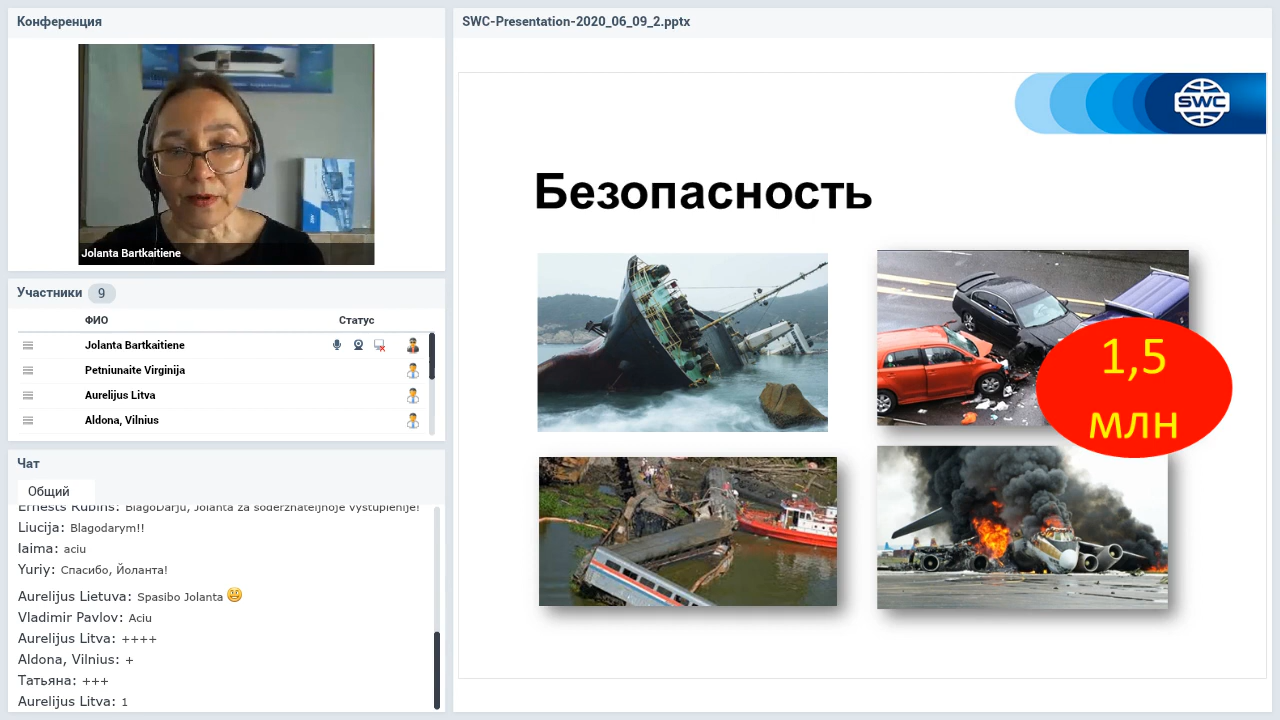 Конференция
Jolanta Bartkaitiene
Участники 9
ФИО Статус
Jolanta Bartkaitiene
Petniunaite Virginija
Aurelijus Litva
Aldona, Vilnius
Чат
Общий
Ernests Rubins: BlagoDarju, Jolanta za soderzhateljnoje vystuplenije!
Liucija: Blagodarym!!
laima: aciu
Yuriy: Спасибо, Йоланта!
Aurelijus Lietuva: Spasibo Jolanta
Vladimir Pavlov: Aciu
Aurelijus Litva: ++++
Aldona, Vilnius: +
Татьяна: +++
Aurelijus Litva: 1
SWC-Presentation-2020_06_09_2.pptx
SWC
Безопасность
1,5
млн